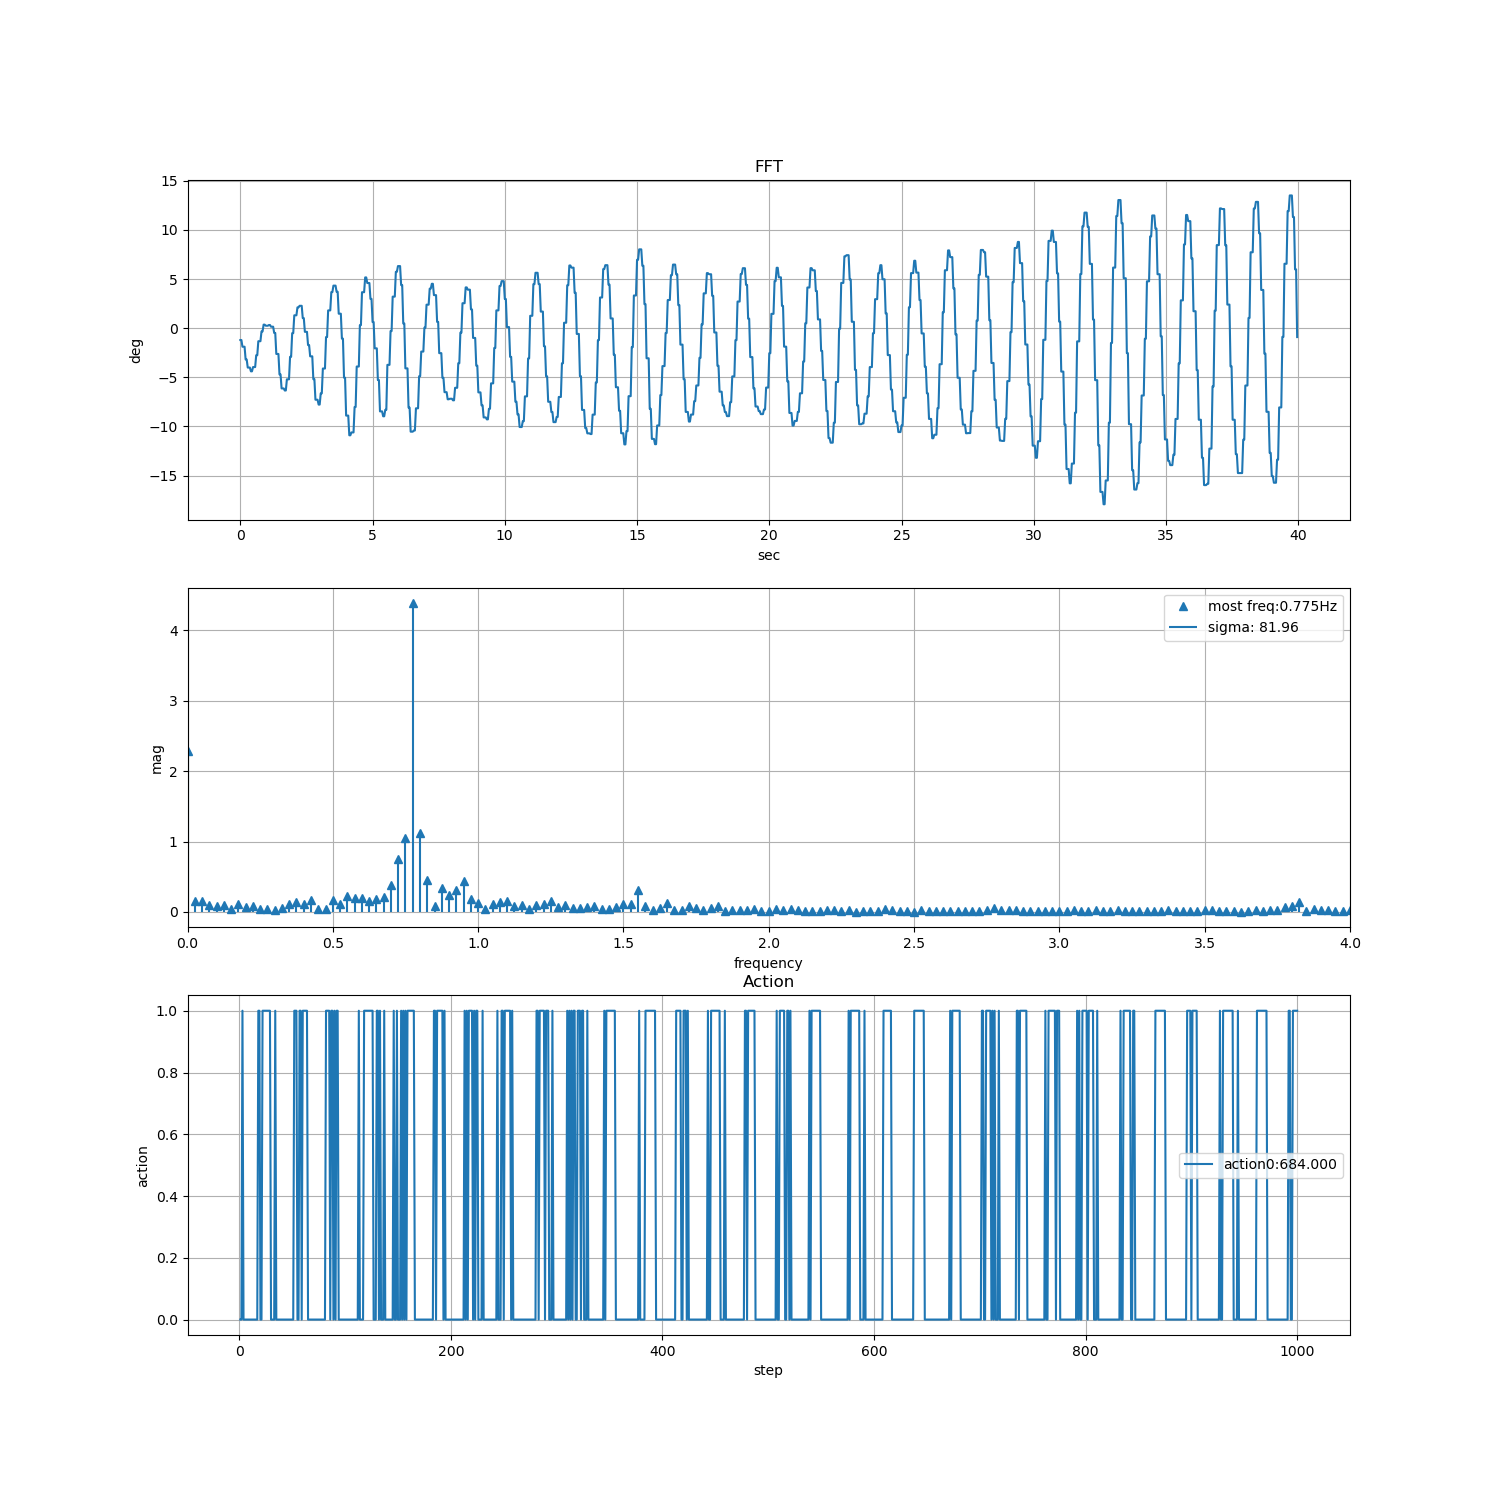 FFT
15
10
5
0
−5
−10
−15
deg
0 5 10 15 20 25 30 35 40
sec
most freq:0.775Hz
sigma: 81.96
4
3
2
1
0
mag
0.0 0.5 1.0 1.5 2.0 2.5 3.0 3.5 4.0
frequency
Action
1.0
0.8
0.6
0.4
0.2
0.0
action
action0:684.000
0 200 400 600 800 1000
step